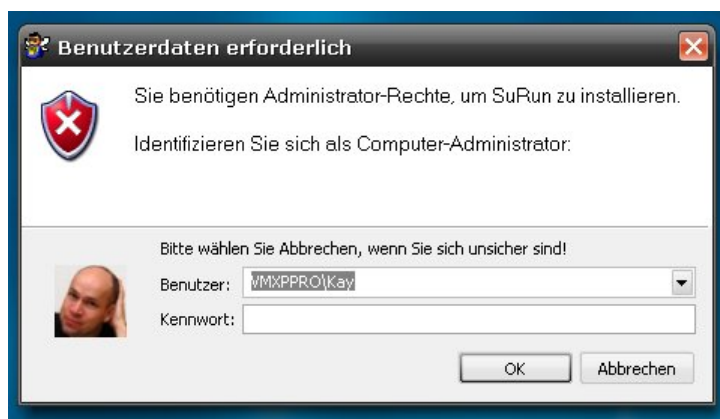 Benutzerdaten erforderlich
Sie benötigen Administrator-Rechte, um SuRun zu installieren.
Identifizieren Sie sich als Computer-Administrator:
Bitte wählen Sie Abbrechen, wenn Sie sich unsicher sind!
Benutzer: VMXPPRO\Kay
Kennwort:
OK Abbrechen